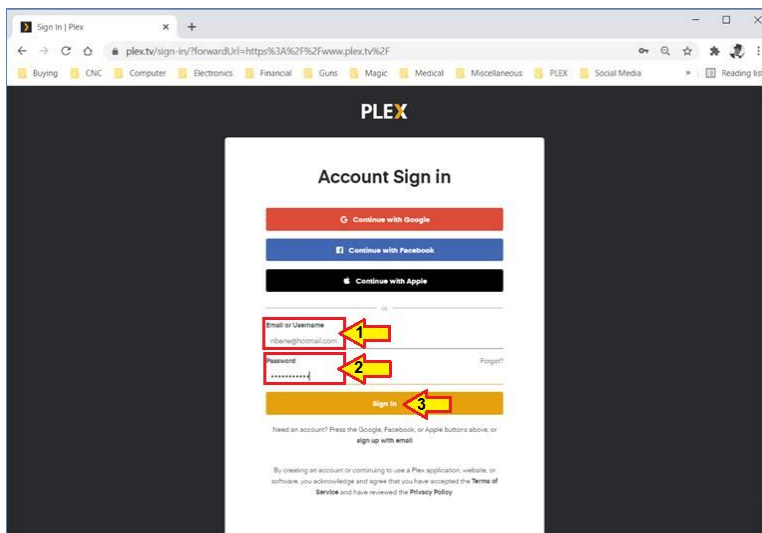 Sign In | Plex
plex.tv/sign-in/?forwardUrl=https%3A%2F%2Fwww.plex.tv%2F
Buying CNC Computer Electronics Financial Guns Magic Medical Miscellaneous PLEX Social Media » Reading list
PLEX
Account Sign in
Continue with Google
Continue with Facebook
Continue with Apple
or
Email or Username
1
@hotmail.com
Password
2
Forgot?
Sign In
3
Need an account? Press the Google, Facebook, or Apple buttons above, or
sign up with email
By creating an account or continuing to use a Plex application, website, or
software, you acknowledge and agree that you have accepted the Terms of
Service and have reviewed the Privacy Policy